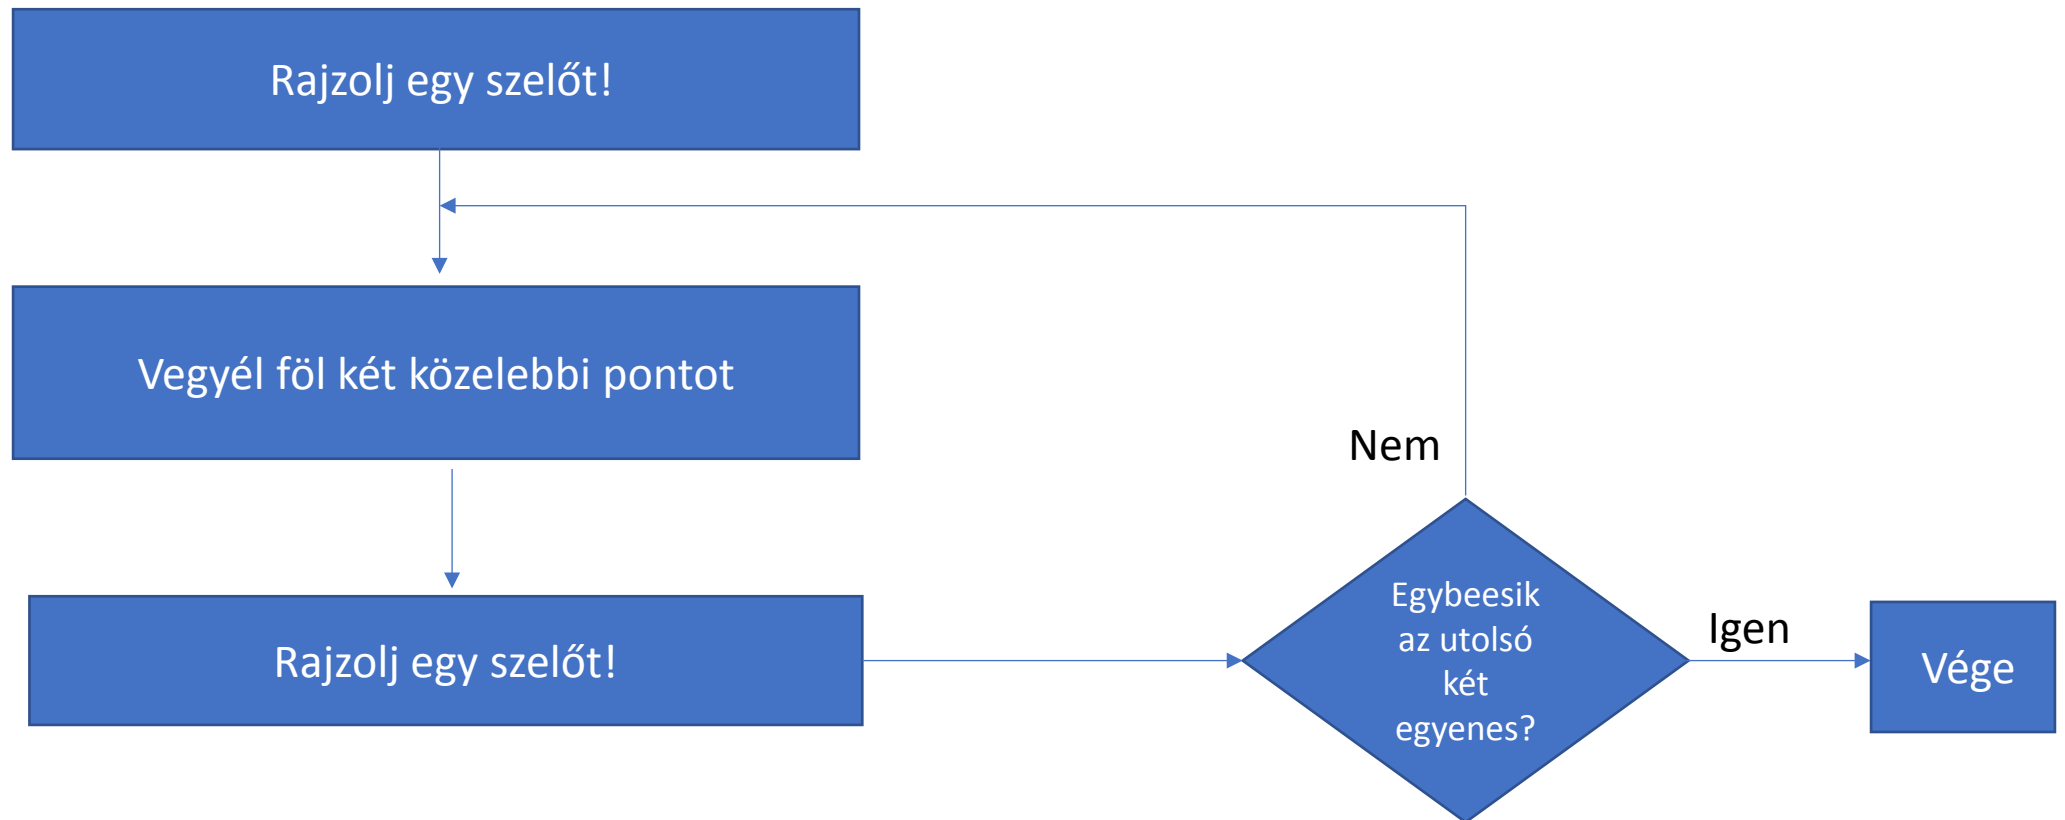 Rajzolj egy szelőt!
Vegyél föl két közelebbi pontot
Rajzolj egy szelőt!
Nem
Egybeesik
az utolsó
két
egyenes?
Igen
Vége